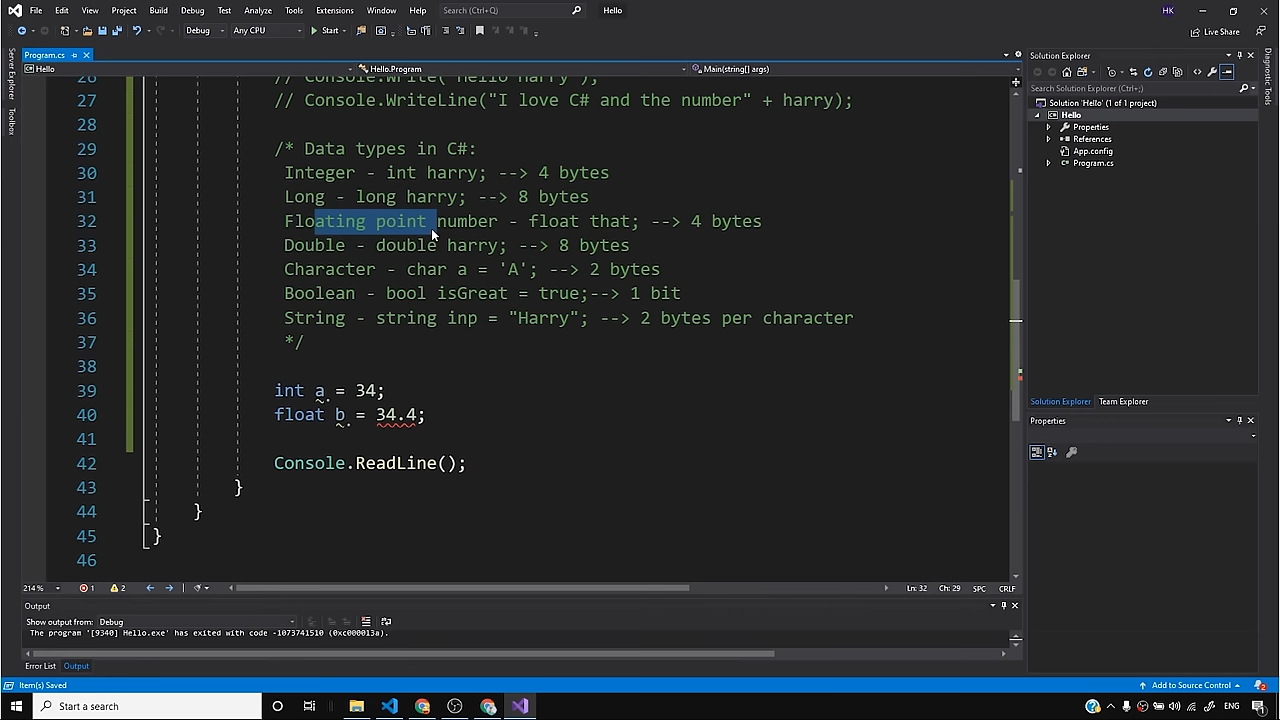 File Edit View Project Build Debug Test Analyze Tools Extensions Window Help Search (Ctrl+Q) Hello HK
Debug Any CPU Start Live Share
Program.cs
Hello Hello.Program Main(string[] args)
26 // Console.Write("Hello Harry");
27 // Console.WriteLine("I love C# and the number" + harry);
28
29 /* Data types in C#:
30 Integer - int harry; --> 4 bytes
31 Long - long harry; --> 8 bytes
32 Floating point number - float that; --> 4 bytes
33 Double - double harry; --> 8 bytes
34 Character - char a = 'A'; --> 2 bytes
35 Boolean - bool isGreat = true;--> 1 bit
36 String - string inp = "Harry"; --> 2 bytes per character
37 */
38
39 int a = 34;
40 float b = 34.4;
41
42 Console.ReadLine();
43 }
44 }
45 }
46
214 % 1 2 Ln: 32 Ch: 29 SPC CRLF
Output
Show output from: Debug
The program '[9340] Hello.exe' has exited with code -1073741510 (0xc000013a).
Error List Output
Server Explorer
Toolbox
Solution Explorer
Search Solution Explorer (Ctrl+;)
Solution 'Hello' (1 of 1 project)
Hello
Properties
References
App.config
Program.cs
Solution Explorer Team Explorer
Properties
Diagnostic Tools
Item(s) Saved Add to Source Control 2
Start a search ENG